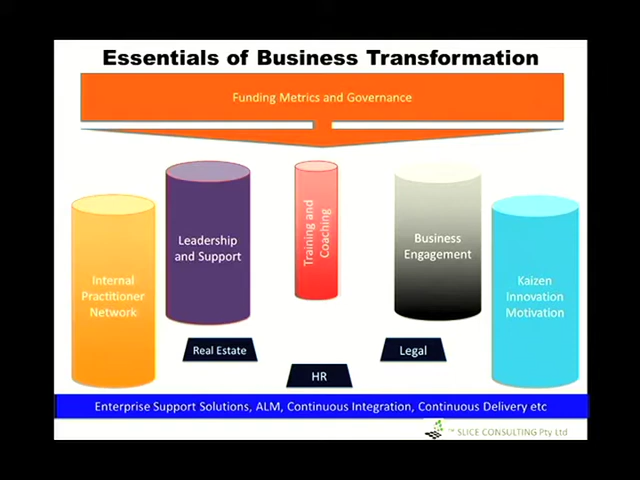 Essentials of Business Transformation
Funding Metrics and Governance
Internal
Practitioner
Network
Leadership
and Support
Training and
Coaching
Business
Engagement
Kaizen
Innovation
Motivation
Real Estate
HR
Legal
Enterprise Support Solutions, ALM, Continuous Integration, Continuous Delivery etc
™ SLICE CONSULTING Pty Ltd